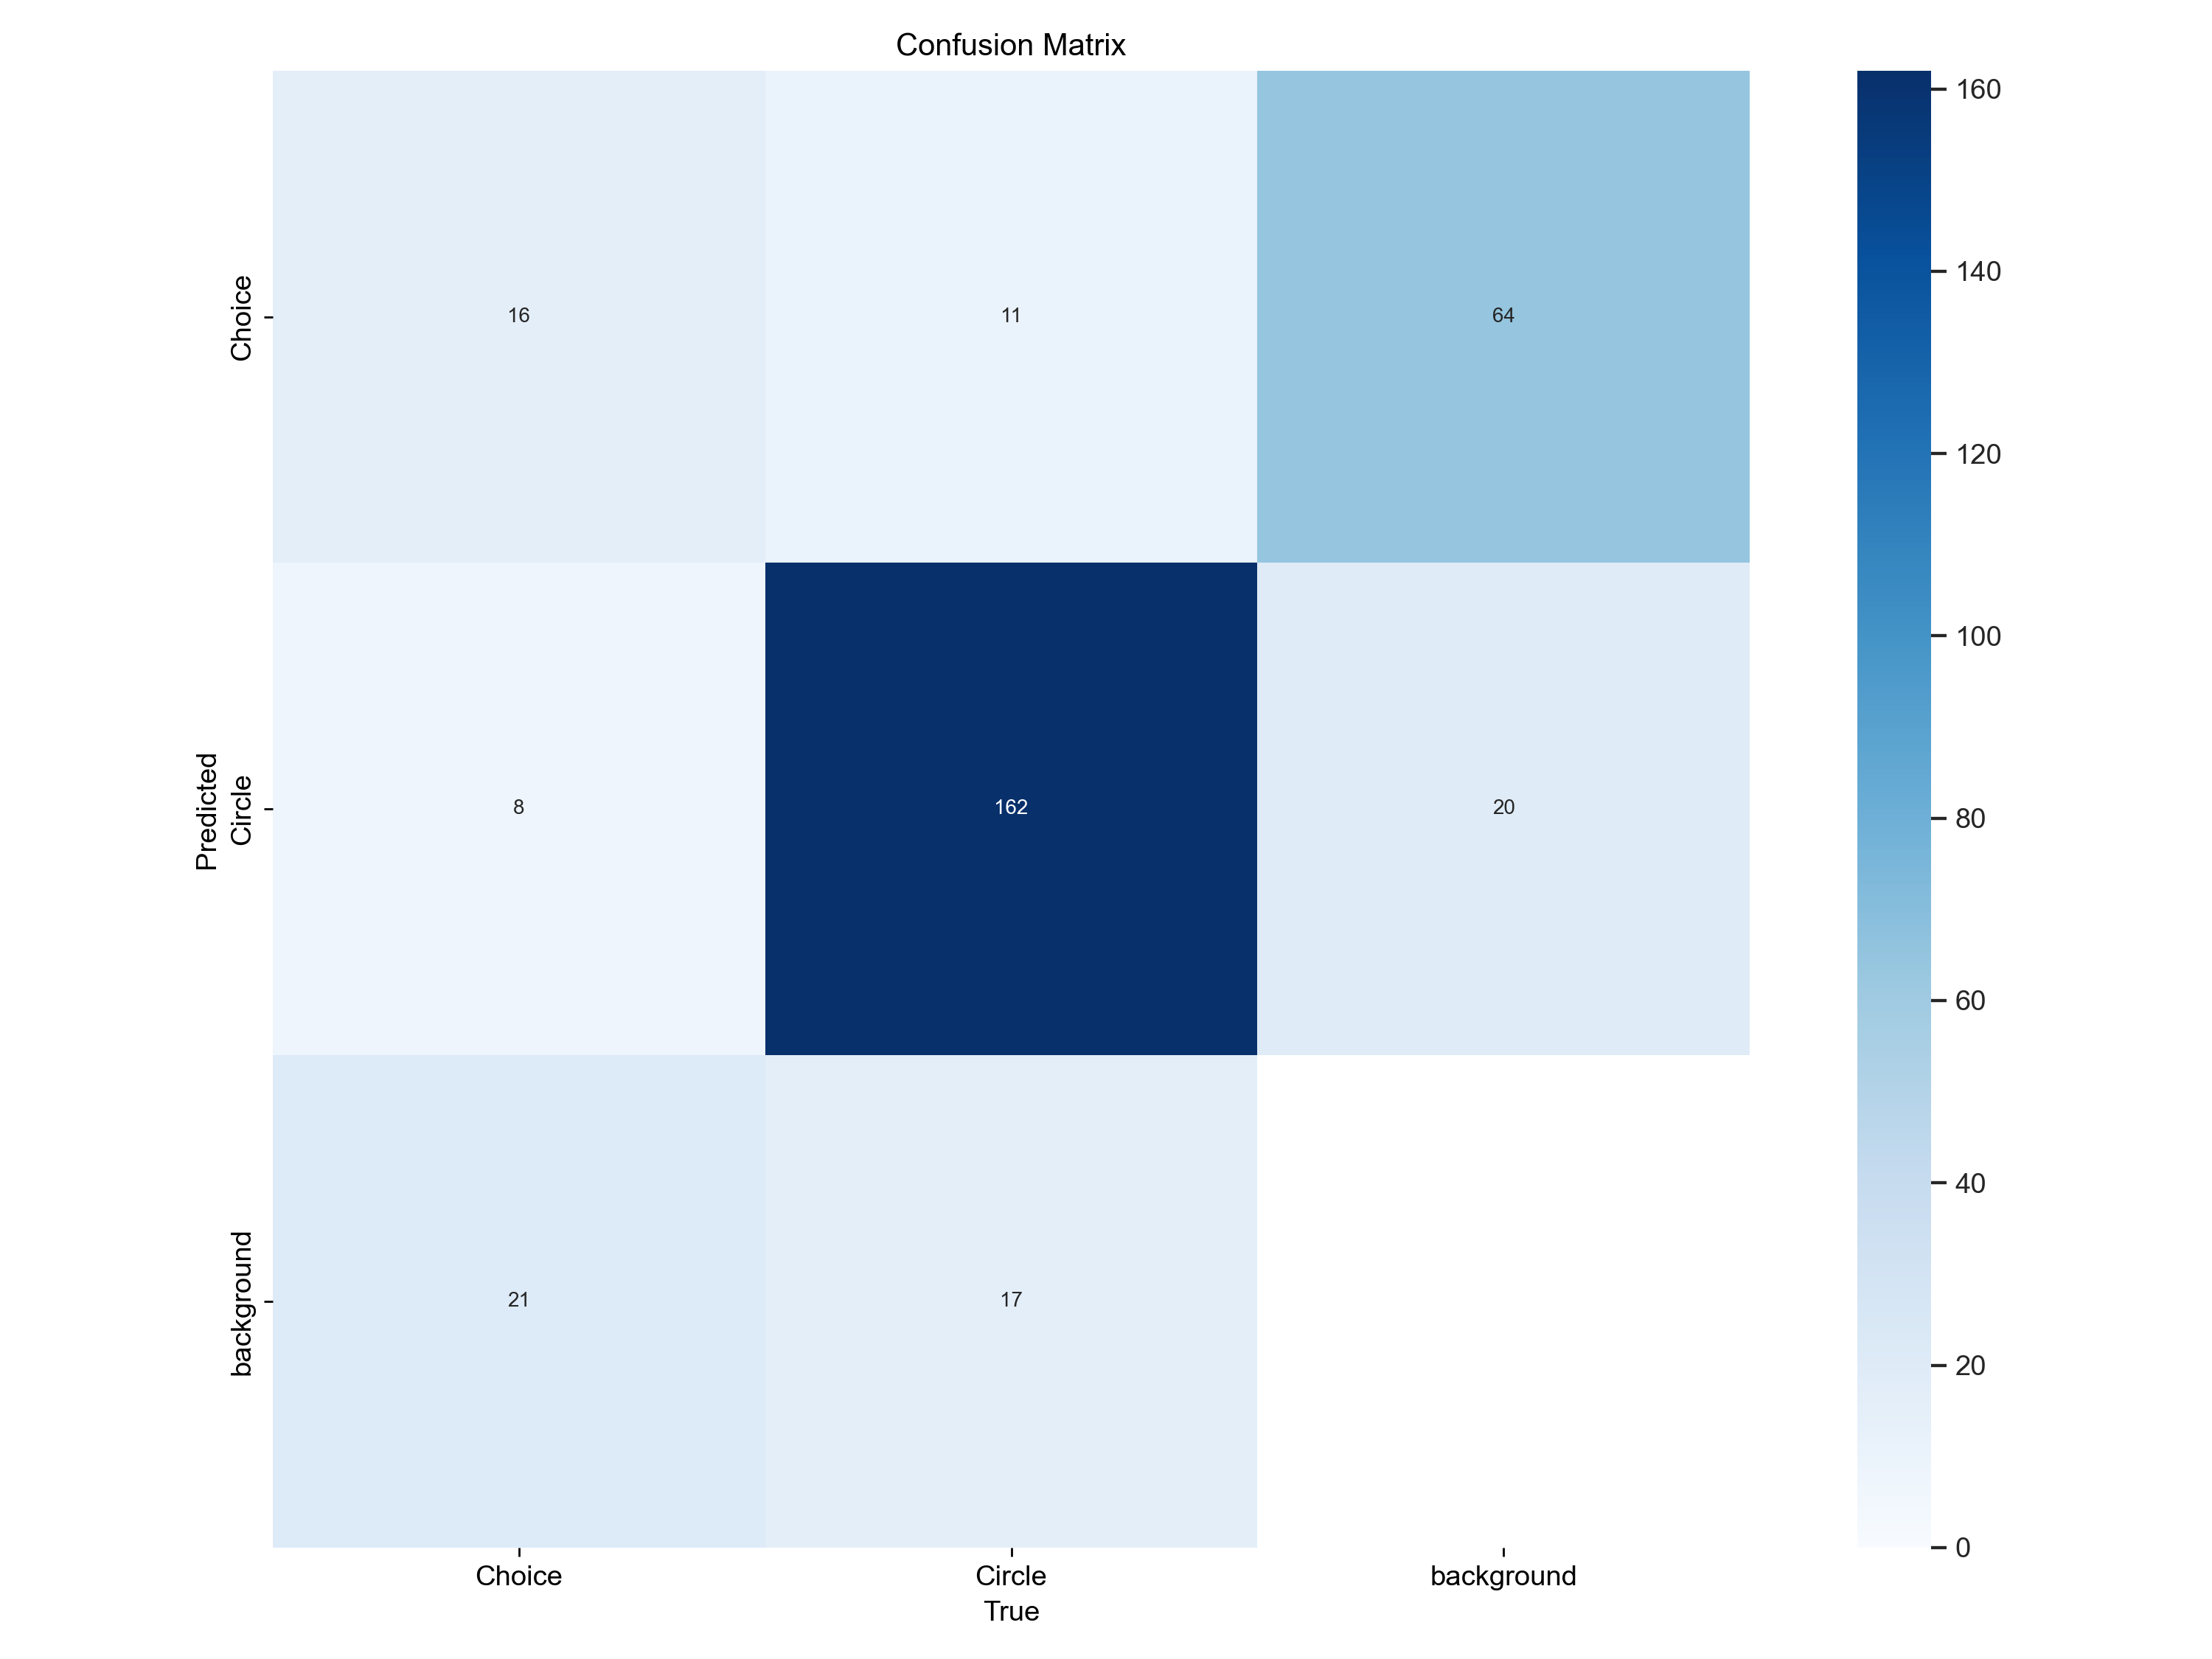 Confusion Matrix
Predicted
Choice
16 11 64
Circle
8 162 20
background
21 17
Choice Circle background
True
160
140
120
100
80
60
40
20
0